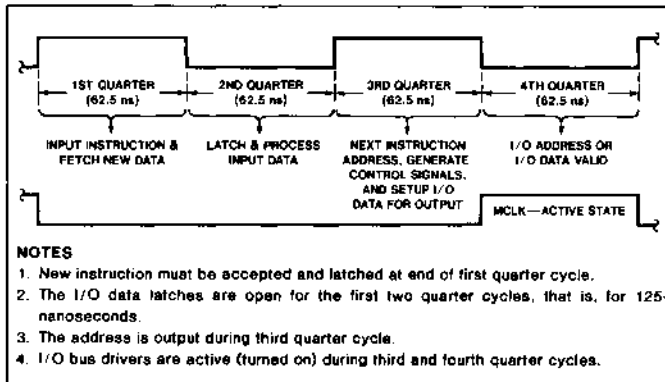 1ST QUARTER
(62.5 ns)
2ND QUARTER
(62.5 ns)
3RD QUARTER
(62.5 ns)
4TH QUARTER
(62.5 ns)
INPUT INSTRUCTION &
FETCH NEW DATA
LATCH & PROCESS
INPUT DATA
NEXT INSTRUCTION
ADDRESS, GENERATE
CONTROL SIGNALS,
AND SETUP I/O
DATA FOR OUTPUT
I/O ADDRESS OR
I/O DATA VALID
MCLK—ACTIVE STATE
NOTES
1. New instruction must be accepted and latched at end of first quarter cycle.
2. The I/O data latches are open for the first two quarter cycles, that is, for 125-
nanoseconds.
3. The address is output during third quarter cycle.
4. I/O bus drivers are active (turned on) during third and fourth quarter cycles.